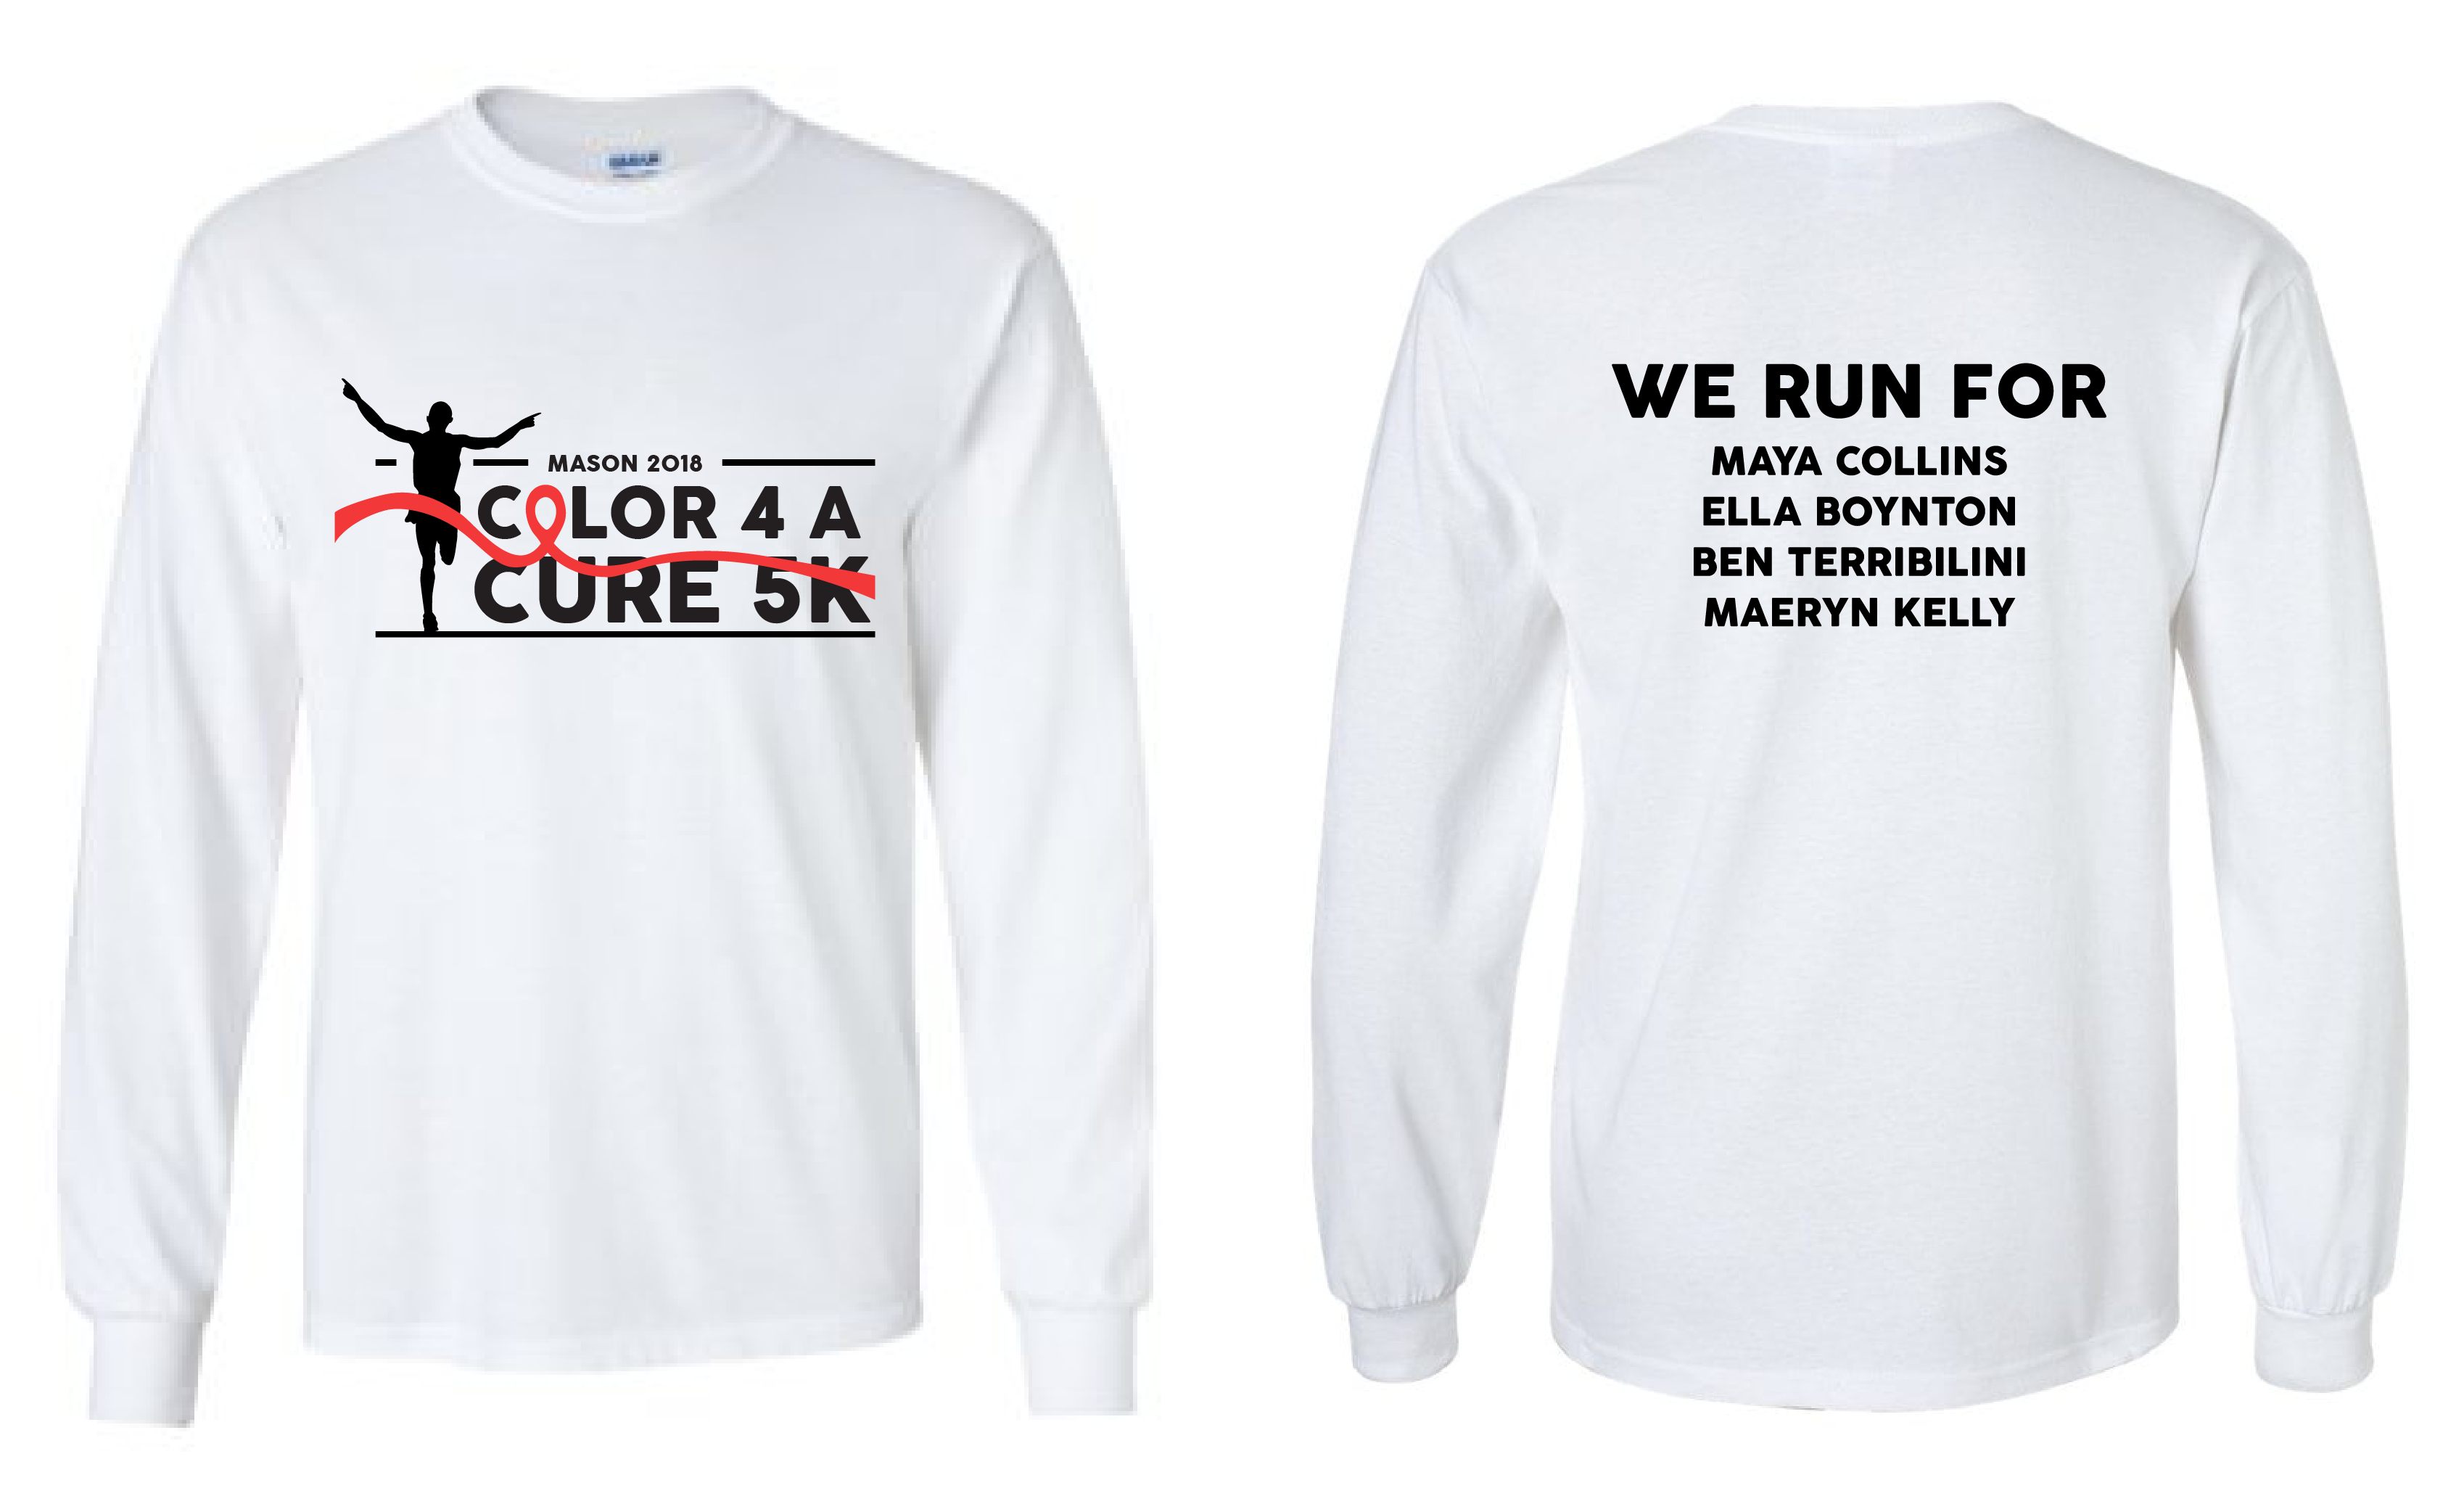 MASON 2018
COLOR 4 A
CURE 5K
WE RUN FOR
MAYA COLLINS
ELLA BOYNTON
BEN TERRIBILINI
MAERYN KELLY